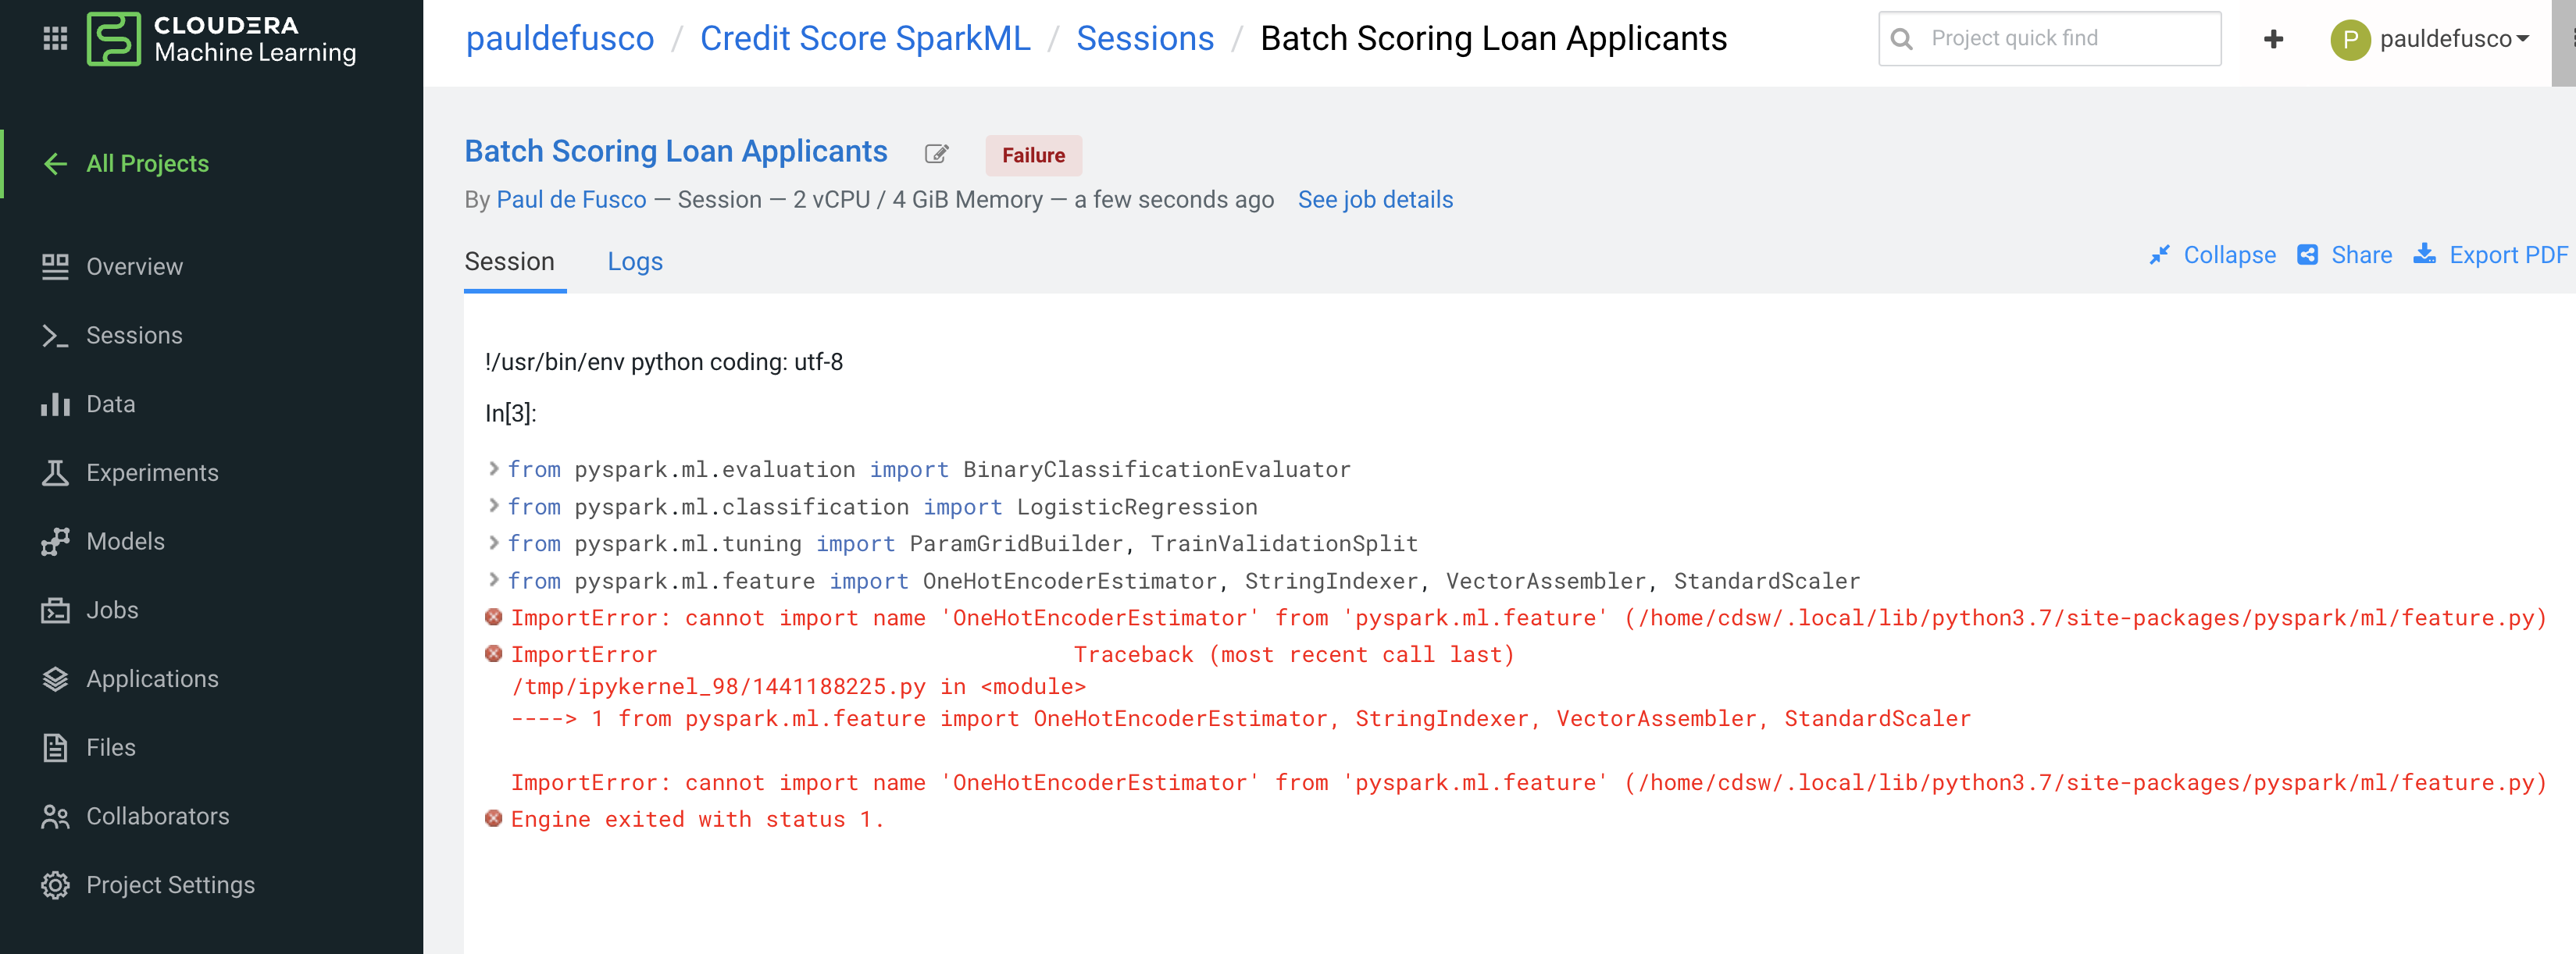 CLOUDERA
Machine Learning
pauldefusco / Credit Score SparkML / Sessions / Batch Scoring Loan Applicants
Project quick find
P pauldefusco
All Projects
Overview
Sessions
Data
Experiments
Models
Jobs
Applications
Files
Collaborators
Project Settings
Batch Scoring Loan Applicants Failure
By Paul de Fusco — Session — 2 vCPU / 4 GiB Memory — a few seconds ago See job details
Session Logs
Collapse Share Export PDF
!/usr/bin/env python coding: utf-8
In[3]:
> from pyspark.ml.evaluation import BinaryClassificationEvaluator
> from pyspark.ml.classification import LogisticRegression
> from pyspark.ml.tuning import ParamGridBuilder, TrainValidationSplit
> from pyspark.ml.feature import OneHotEncoderEstimator, StringIndexer, VectorAssembler, StandardScaler
ImportError: cannot import name 'OneHotEncoderEstimator' from 'pyspark.ml.feature' (/home/cdsw/.local/lib/python3.7/site-packages/pyspark/ml/feature.py)
ImportError Traceback (most recent call last)
/tmp/ipykernel_98/1441188225.py in <module>
----> 1 from pyspark.ml.feature import OneHotEncoderEstimator, StringIndexer, VectorAssembler, StandardScaler
ImportError: cannot import name 'OneHotEncoderEstimator' from 'pyspark.ml.feature' (/home/cdsw/.local/lib/python3.7/site-packages/pyspark/ml/feature.py)
Engine exited with status 1.